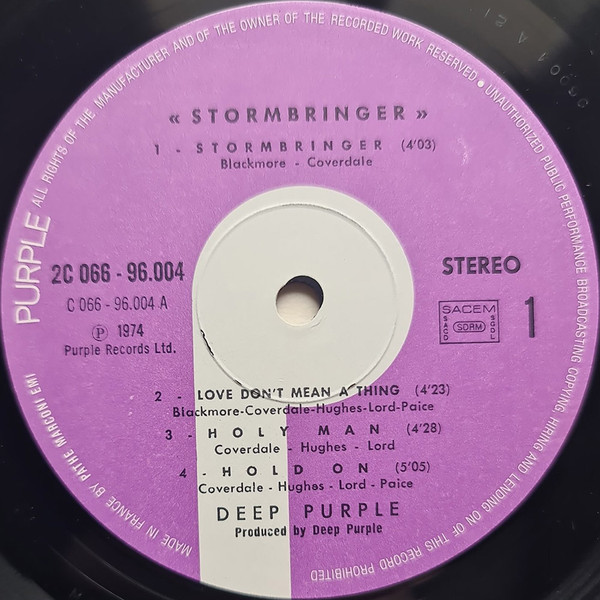 ALL RIGHTS OF THE MANUFACTURER AND OF THE OWNER OF THE RECORDED WORK RESERVED • UNAUTHORIZED PUBLIC PERFORMANCE BROADCASTING COPYING HIRING AND LENDING ON OF THIS RECORD PROHIBITED
« STORMBRINGER »
1 - STORMBRINGER (4'03)
Blackmore - Coverdale
PURPLE
2C 066 - 96.004
C 066 - 96.004 A
Ⓟ 1974
Purple Records Ltd.
STEREO
SACEM
SACD
SDRM
SGDL
1
2 - LOVE DON'T MEAN A THING (4'23)
Blackmore-Coverdale-Hughes-Lord-Paice
3 - HOLY MAN (4'28)
Coverdale - Hughes - Lord
4 - HOLD ON (5'05)
Coverdale - Hughes - Lord - Paice
DEEP PURPLE
Produced by Deep Purple
MADE IN FRANCE BY PATHE MARCONI EMI